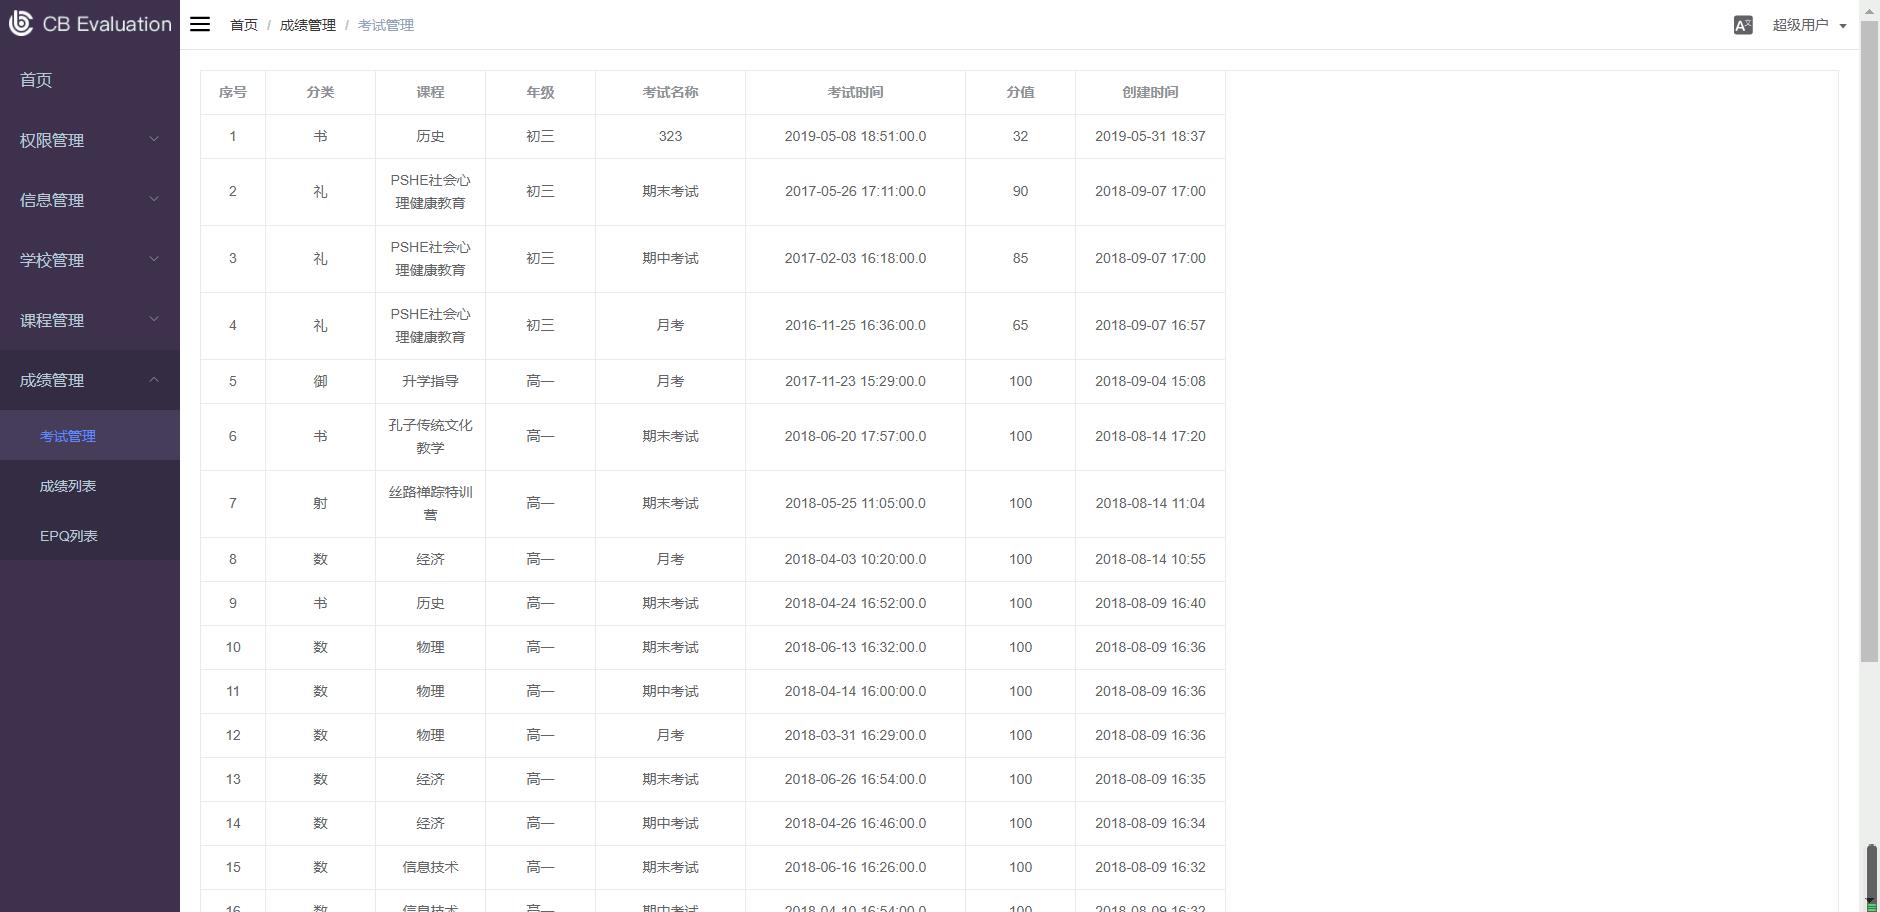 CB Evaluation
首页 / 成绩管理 / 考试管理
超级用户
首页
权限管理
信息管理
学校管理
课程管理
成绩管理
考试管理
成绩列表
EPQ列表
序号 分类 课程 年级 考试名称 考试时间 分值 创建时间
1 书 历史 初三 323 2019-05-08 18:51:00.0 32 2019-05-31 18:37
2 礼 PSHE社会心 初三 期末考试 2017-05-26 17:11:00.0 90 2018-09-07 17:00
理健康教育
3 礼 PSHE社会心 初三 期中考试 2017-02-03 16:18:00.0 85 2018-09-07 17:00
理健康教育
4 礼 PSHE社会心 初三 月考 2016-11-25 16:36:00.0 65 2018-09-07 16:57
理健康教育
5 御 升学指导 高一 月考 2017-11-23 15:29:00.0 100 2018-09-04 15:08
6 书 孔子传统文化 高一 期末考试 2018-06-20 17:57:00.0 100 2018-08-14 17:20
教学
7 射 丝路禅踪特训 高一 期末考试 2018-05-25 11:05:00.0 100 2018-08-14 11:04
营
8 数 经济 高一 月考 2018-04-03 10:20:00.0 100 2018-08-14 10:55
9 书 历史 高一 期末考试 2018-04-24 16:52:00.0 100 2018-08-09 16:40
10 数 物理 高一 期末考试 2018-06-13 16:32:00.0 100 2018-08-09 16:36
11 数 物理 高一 期中考试 2018-04-14 16:00:00.0 100 2018-08-09 16:36
12 数 物理 高一 月考 2018-03-31 16:29:00.0 100 2018-08-09 16:36
13 数 经济 高一 期末考试 2018-06-26 16:54:00.0 100 2018-08-09 16:35
14 数 经济 高一 期中考试 2018-04-26 16:46:00.0 100 2018-08-09 16:34
15 数 信息技术 高一 期末考试 2018-06-16 16:26:00.0 100 2018-08-09 16:32
16 数 信息技术 高一 期中考试 2018-04-10 16:54:00.0 100 2018-08-09 16:32